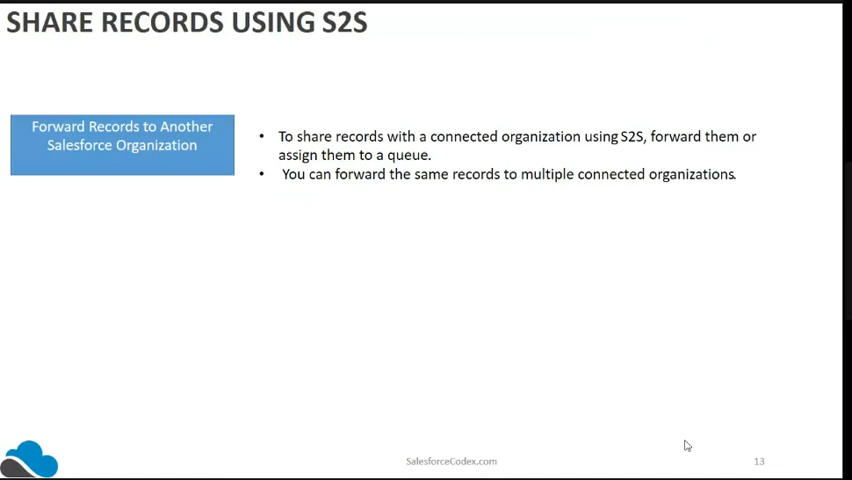 SHARE RECORDS USING S2S
Forward Records to Another
Salesforce Organization
• To share records with a connected organization using S2S, forward them or
assign them to a queue.
• You can forward the same records to multiple connected organizations.
SalesforceCodex.com
13